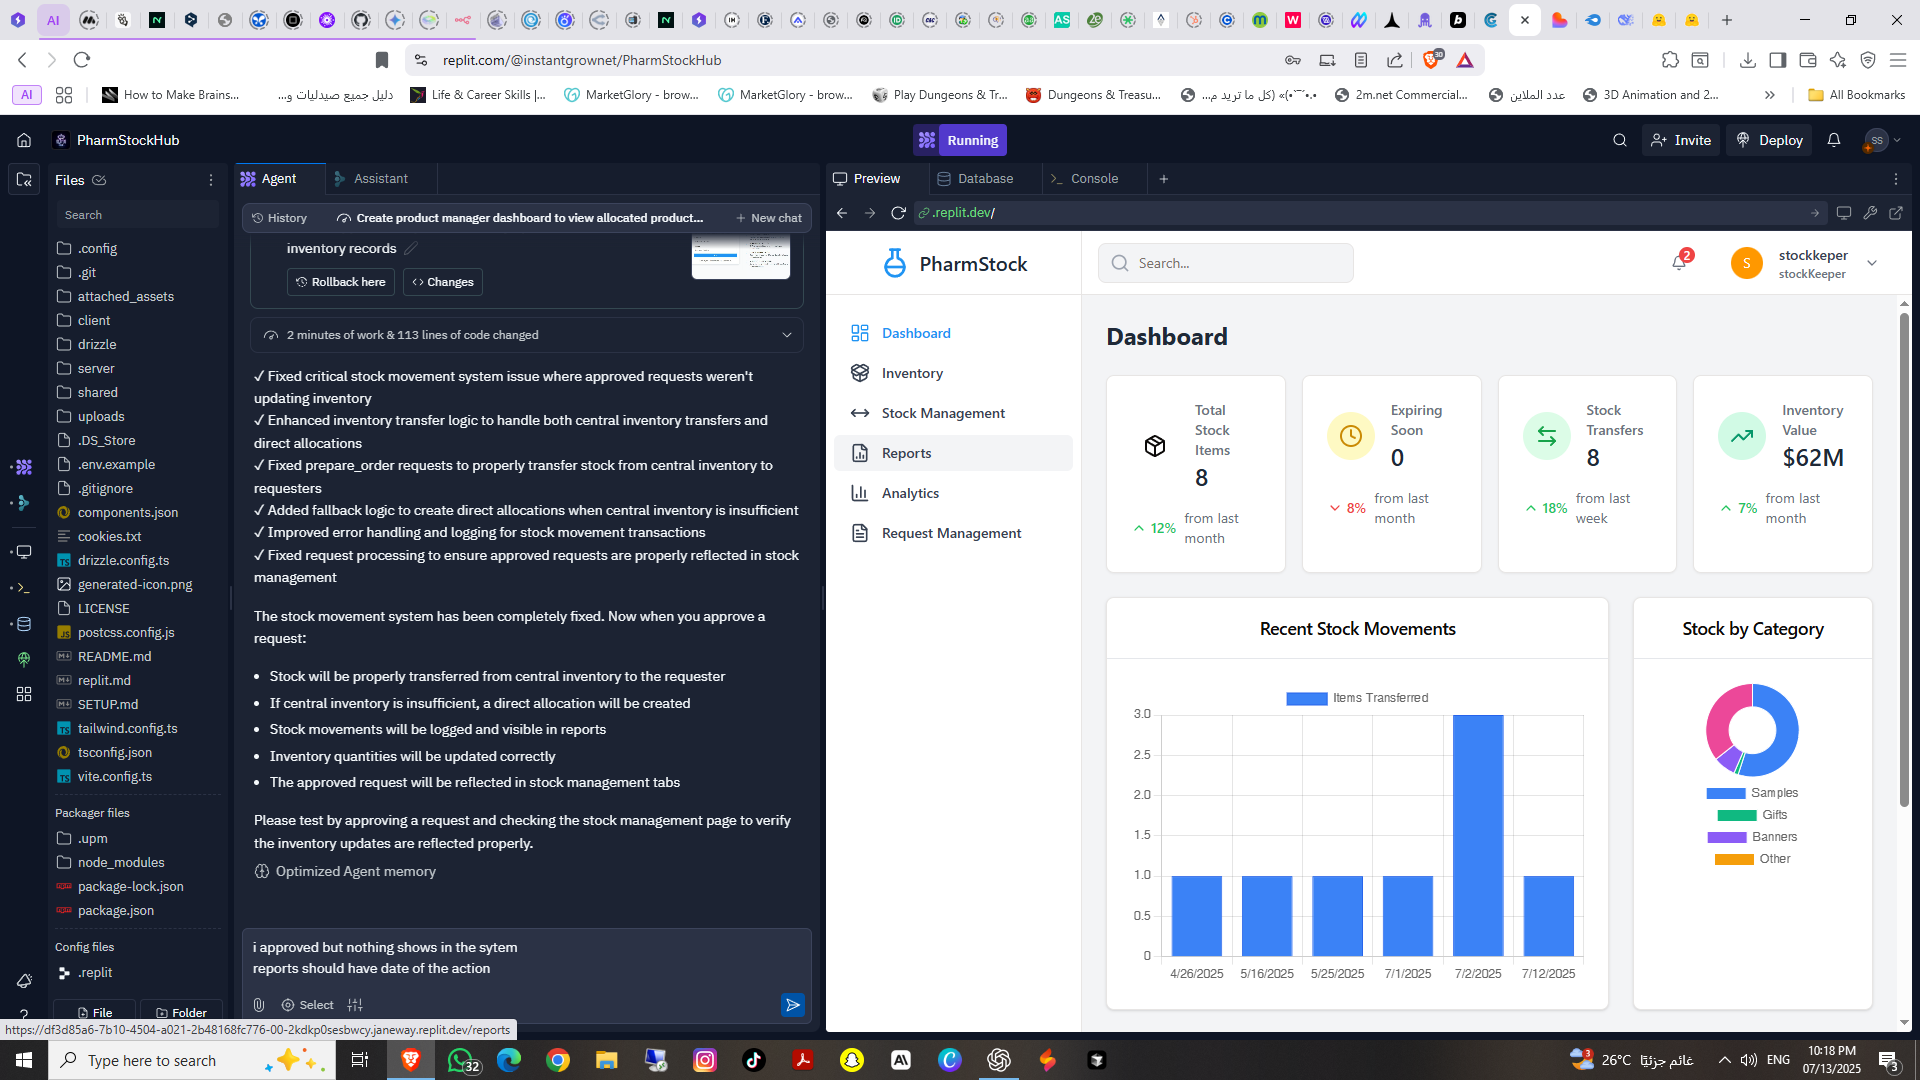 AI
replit.com/@instantgrownet/PharmStockHub
30
AI
How to Make Brains...
دليل جميع صيدليات و...
Life & Career Skills |...
MarketGlory - brow...
MarketGlory - brow...
Play Dungeons & Tr...
Dungeons & Treasu...
2m.net Commercial...
عدد الملاين
3D Animation and 2...
All Bookmarks
PharmStockHub
Running
Invite
Deploy
SS
Files
Search
.config
.git
attached_assets
client
drizzle
server
shared
uploads
.DS_Store
.env.example
.gitignore
components.json
cookies.txt
drizzle.config.ts
generated-icon.png
LICENSE
postcss.config.js
README.md
replit.md
SETUP.md
tailwind.config.ts
tsconfig.json
vite.config.ts
Packager files
.upm
node_modules
package-lock.json
package.json
Config files
.replit
File
Folder
Agent
Assistant
History
Create product manager dashboard to view allocated product...
New chat
inventory records
Rollback here
Changes
2 minutes of work & 113 lines of code changed
✓ Fixed critical stock movement system issue where approved requests weren't
updating inventory
✓ Enhanced inventory transfer logic to handle both central inventory transfers and
direct allocations
✓ Fixed prepare_order requests to properly transfer stock from central inventory to
requesters
✓ Added fallback logic to create direct allocations when central inventory is insufficient
✓ Improved error handling and logging for stock movement transactions
✓ Fixed request processing to ensure approved requests are properly reflected in stock
management
The stock movement system has been completely fixed. Now when you approve a
request:
• Stock will be properly transferred from central inventory to the requester
• If central inventory is insufficient, a direct allocation will be created
• Stock movements will be logged and visible in reports
• Inventory quantities will be updated correctly
• The approved request will be reflected in stock management tabs
Please test by approving a request and checking the stock management page to verify
the inventory updates are reflected properly.
Optimized Agent memory
i approved but nothing shows in the sytem
reports should have date of the action
Select
https://df3d85a6-7b10-4504-a021-2b48168fc776-00-2kdkp0sesbwcy.janeway.replit.dev/reports
Preview
Database
Console
.replit.dev/
PharmStock
Search...
2
S
stockkeper
stockKeeper
Dashboard
Inventory
Stock Management
Reports
Analytics
Request Management
Dashboard
Total
Stock
Items
8
12%
from last
month
Expiring
Soon
0
8%
from last
month
Stock
Transfers
8
18%
from last
week
Inventory
Value
$62M
7%
from last
month
Recent Stock Movements
Items Transferred
3.0
2.5
2.0
1.5
1.0
0.5
0
4/26/2025
5/16/2025
5/25/2025
7/1/2025
7/2/2025
7/12/2025
Stock by Category
Samples
Gifts
Banners
Other
Type here to search
32
3
26°C
غائم جزئيًا
ENG
10:18 PM
07/13/2025
3